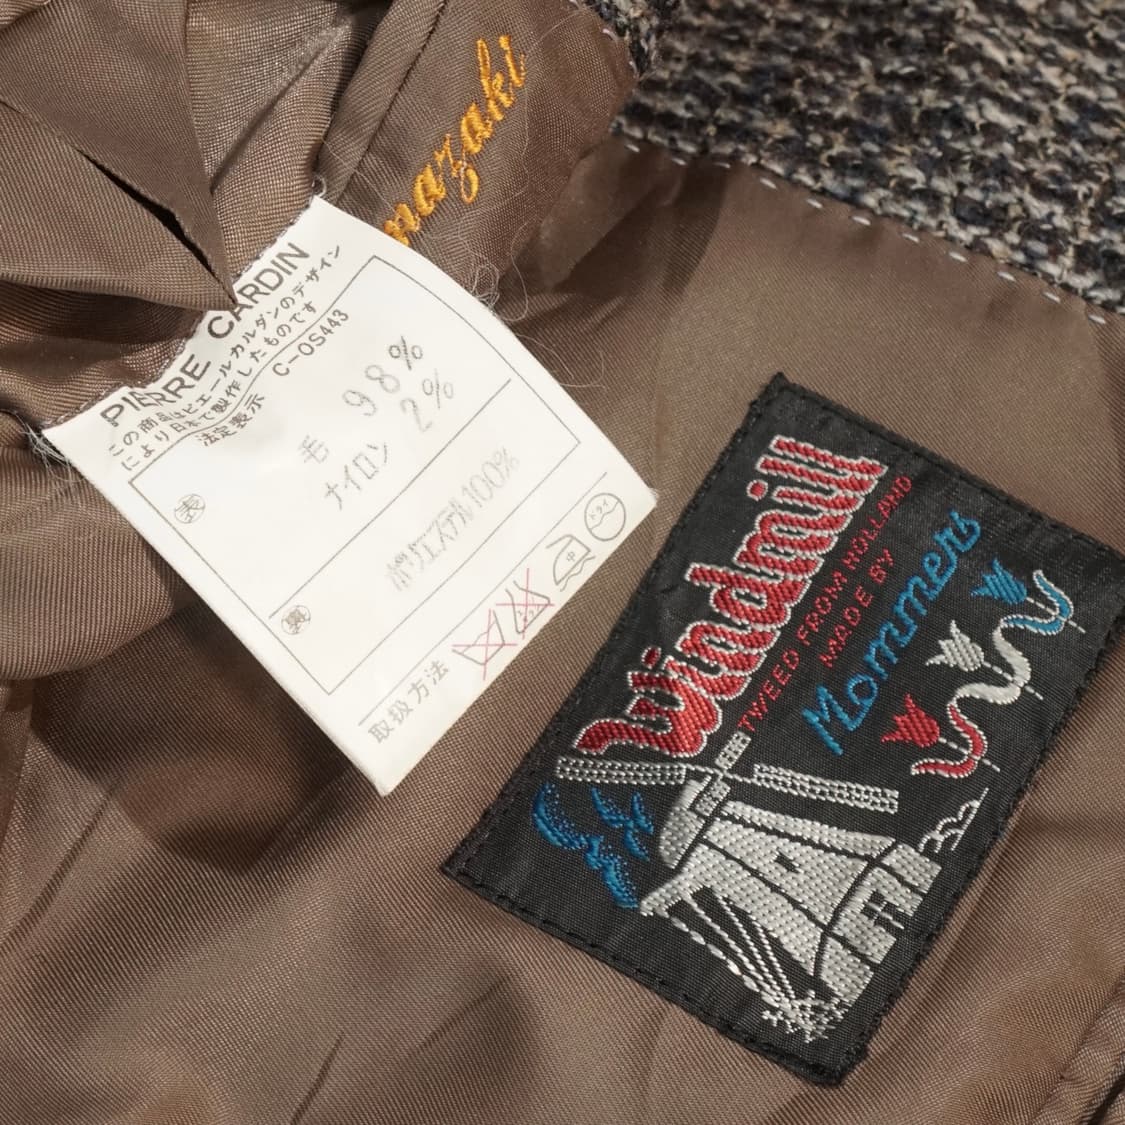 mazaki
PIERRE CARDIN
この商品はピエールカルダンのデザイン
により日本で製作したものです
法定表示 C-OS443
表
毛 98%
ナイロン 2%
裏
ポリエステル100%
取扱方法
中
ドライ
Windmill
TWEED FROM HOLLAND
MADE BY
Mommers